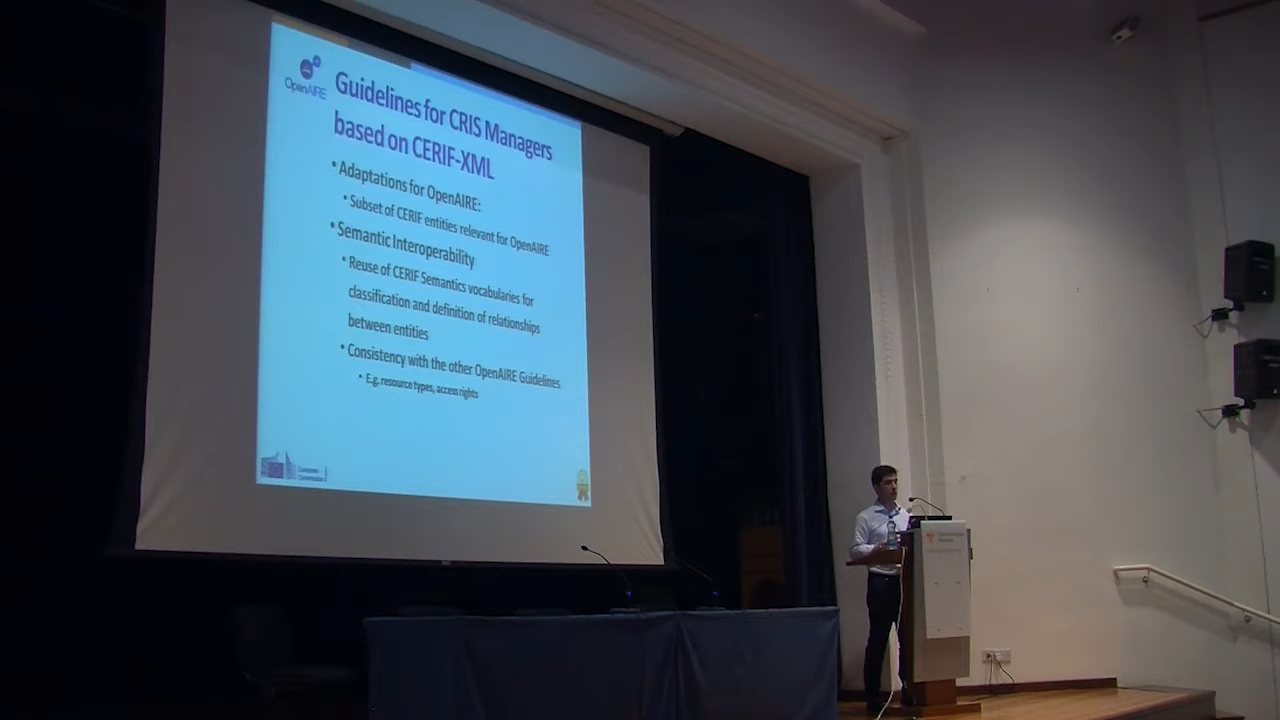 OpenAIRE
Guidelines for CRIS Managers
based on CERIF-XML
• Adaptations for OpenAIRE:
• Subset of CERIF entities relevant for OpenAIRE
• Semantic Interoperability
• Reuse of CERIF Semantics vocabularies for
classification and definition of relationships
between entities
• Consistency with the other OpenAIRE Guidelines
• E.g. resource types, access rights
European
Commission